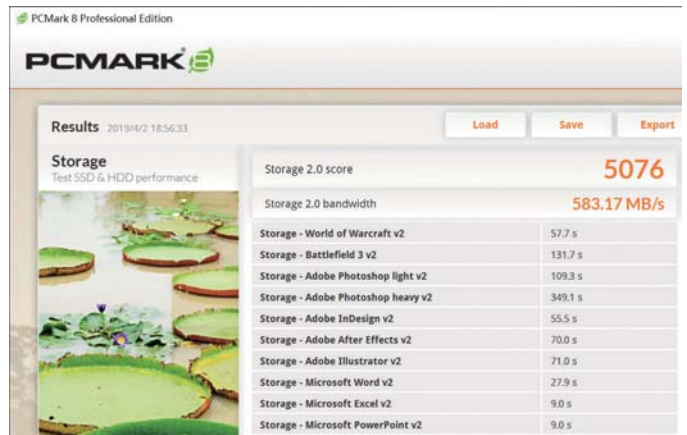 PCMark 8 Professional Edition
PCMARK 8
Results 2019/4/2 18:56:33
Load Save Export
Storage
Test SSD & HDD performance
Storage 2.0 score 5076
Storage 2.0 bandwidth 583.17 MB/s
Storage - World of Warcraft v2 57.7 s
Storage - Battlefield 3 v2 131.7 s
Storage - Adobe Photoshop light v2 109.3 s
Storage - Adobe Photoshop heavy v2 349.1 s
Storage - Adobe InDesign v2 55.5 s
Storage - Adobe After Effects v2 70.0 s
Storage - Adobe Illustrator v2 71.0 s
Storage - Microsoft Word v2 27.9 s
Storage - Microsoft Excel v2 9.0 s
Storage - Microsoft PowerPoint v2 9.0 s